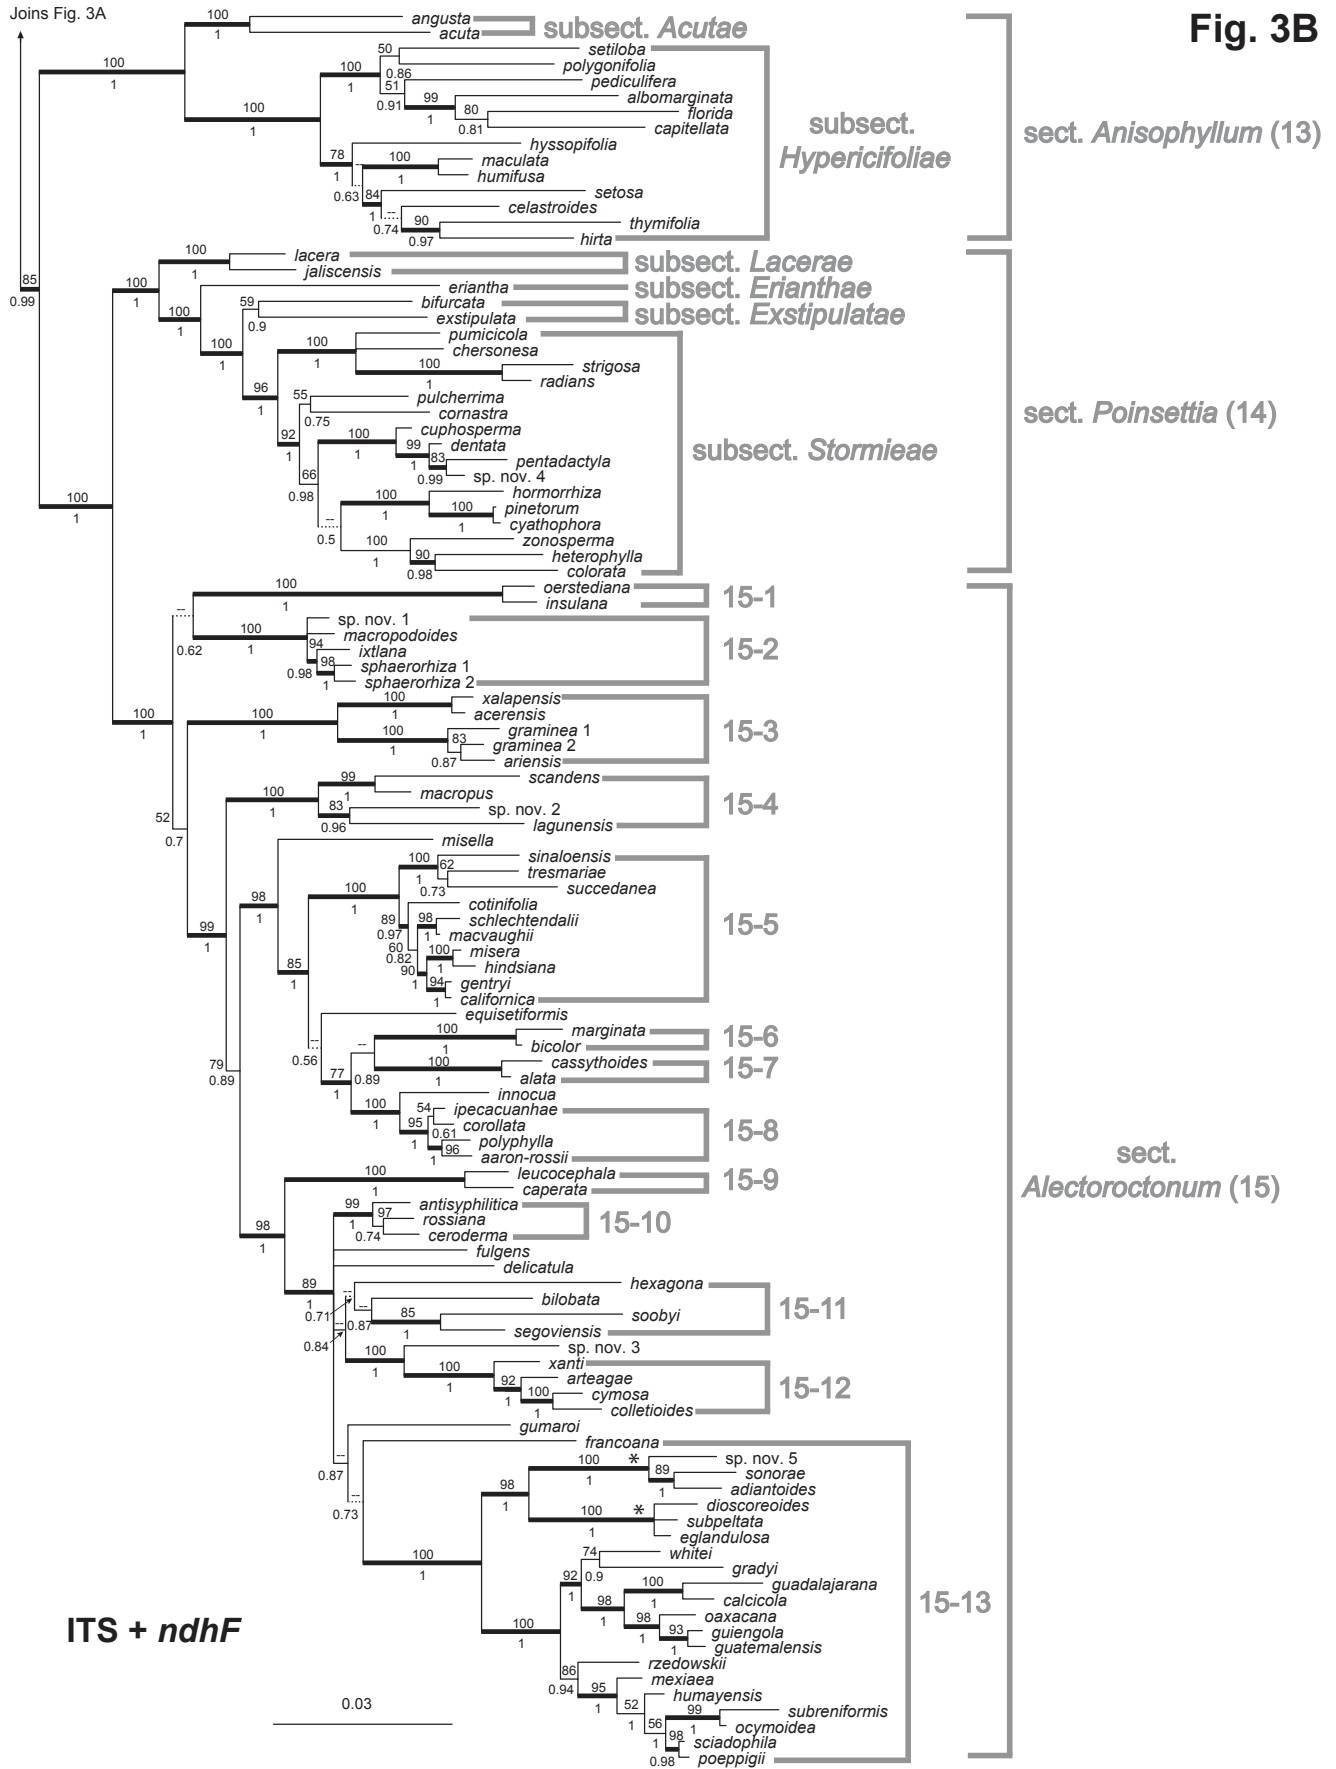 Joins Fig. 3A
Fig. 3B
100
1
angusta
acuta
subsect. Acutae
100
1
100
1
50
0.86
setiloba
polygonifolia
100
1
51
0.91
pediculifera
99
1
albomarginata
80
0.81
florida
capitellata
subsect.
Hypericifoliae
sect. Anisophyllum (13)
78
1
hyssopifolia
--
0.63
100
1
maculata
humifusa
84
1
setosa
--
0.74
celastroides
90
0.97
thymifolia
hirta
85
0.99
100
1
lacera
jaliscensis
subsect. Lacerae
100
1
100
1
eriantha
subsect. Erianthae
59
0.9
bifurcata
exstipulata
subsect. Exstipulatae
100
1
100
1
pumicicola
chersonesa
100
1
strigosa
radians
96
1
55
0.75
pulcherrima
cornastra
92
1
100
1
cuphosperma
99
1
dentata
83
0.99
pentadactyla
sp. nov. 4
subsect. Stormieae
sect. Poinsettia (14)
66
0.98
100
1
hormorrhiza
100
1
pinetorum
cyathophora
--
0.5
100
1
zonosperma
90
0.98
heterophylla
colorata
100
1
100
1
oerstediana
insulana
15-1
--
0.62
100
1
sp. nov. 1
macropodoides
94
0.98
ixtlana
98
1
sphaerorhiza 1
sphaerorhiza 2
15-2
100
1
100
1
100
1
xalapensis
acerensis
100
1
graminea 1
83
0.87
graminea 2
ariensis
15-3
52
0.7
100
1
99
1
scandens
macropus
83
0.96
sp. nov. 2
lagunensis
15-4
99
1
98
1
misella
100
1
100
1
62
0.73
sinaloensis
tresmariae
succedanea
89
0.97
cotinifolia
98
1
schlechtendalii
macvaughii
60
0.82
100
1
misera
hindsiana
90
1
94
1
gentryi
californica
15-5
85
1
equisetiformis
--
0.56
100
1
marginata
bicolor
15-6
--
0.89
100
1
cassythoides
alata
15-7
79
0.89
77
1
100
1
innocua
54
0.61
ipecacuanhae
corollata
95
1
96
1
polyphylla
aaron-rossii
15-8
sect.
Alectoroctonum (15)
100
1
leucocephala
caperata
15-9
98
1
99
1
97
0.74
antisyphilitica
rossiana
ceroderma
15-10
fulgens
delicatula
89
1
--
0.71
hexagona
--
0.87
bilobata
85
1
soobyi
segoviensis
15-11
--
0.84
100
1
sp. nov. 3
100
1
xanti
92
1
arteagae
100
1
cymosa
colletioides
15-12
--
0.87
gumaroi
--
0.73
francoana
100
1
*
sp. nov. 5
89
1
sonorae
adiantoides
98
1
100
1
*
dioscoreoides
subpeltata
eglandulosa
100
1
74
0.9
whitei
gradyi
92
1
100
1
guadalajarana
calcicola
98
1
98
1
oaxacana
93
1
guiengola
guatemalensis
15-13
100
1
86
0.94
rzedowskii
95
1
mexiaea
52
1
humayensis
99
1
subreniformis
ocymoidea
56
1
98
0.98
sciadophila
poeppigii
ITS + ndhF
0.03